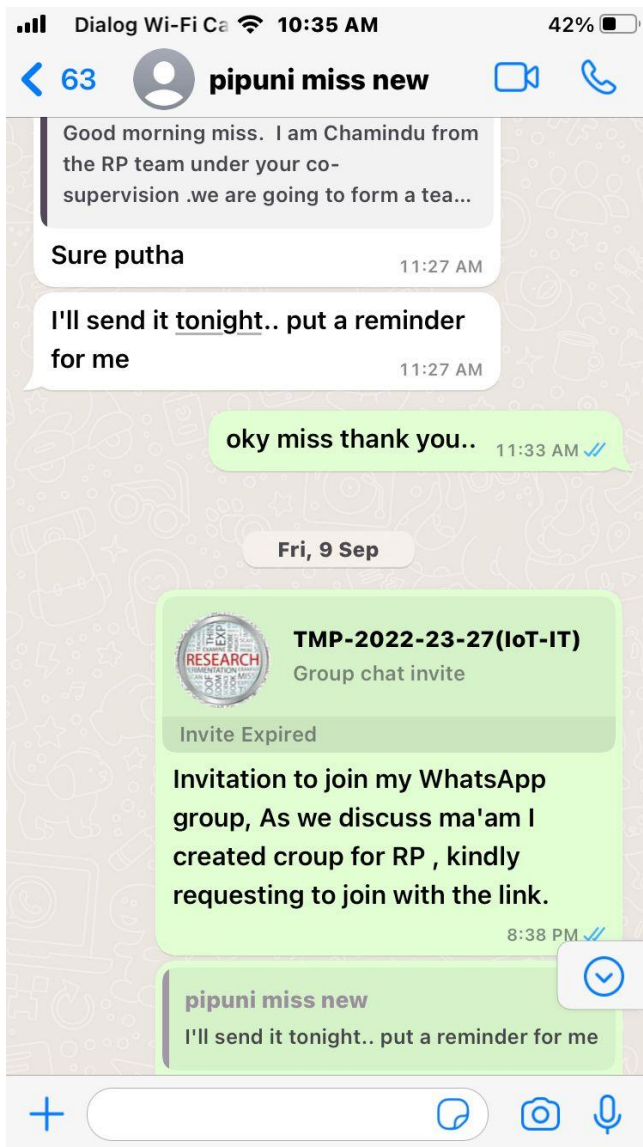 Dialog Wi-Fi Ca 10:35 AM 42%
63 pipuni miss new
Good morning miss. I am Chamindu from
the RP team under your co-
supervision .we are going to form a tea...
Sure putha
11:27 AM
I'll send it tonight.. put a reminder
for me
11:27 AM
oky miss thank you..
11:33 AM
Fri, 9 Sep
RESEARCH
TMP-2022-23-27(IoT-IT)
Group chat invite
Invite Expired
Invitation to join my WhatsApp
group, As we discuss ma'am I
created croup for RP , kindly
requesting to join with the link.
8:38 PM
pipuni miss new
I'll send it tonight.. put a reminder for me